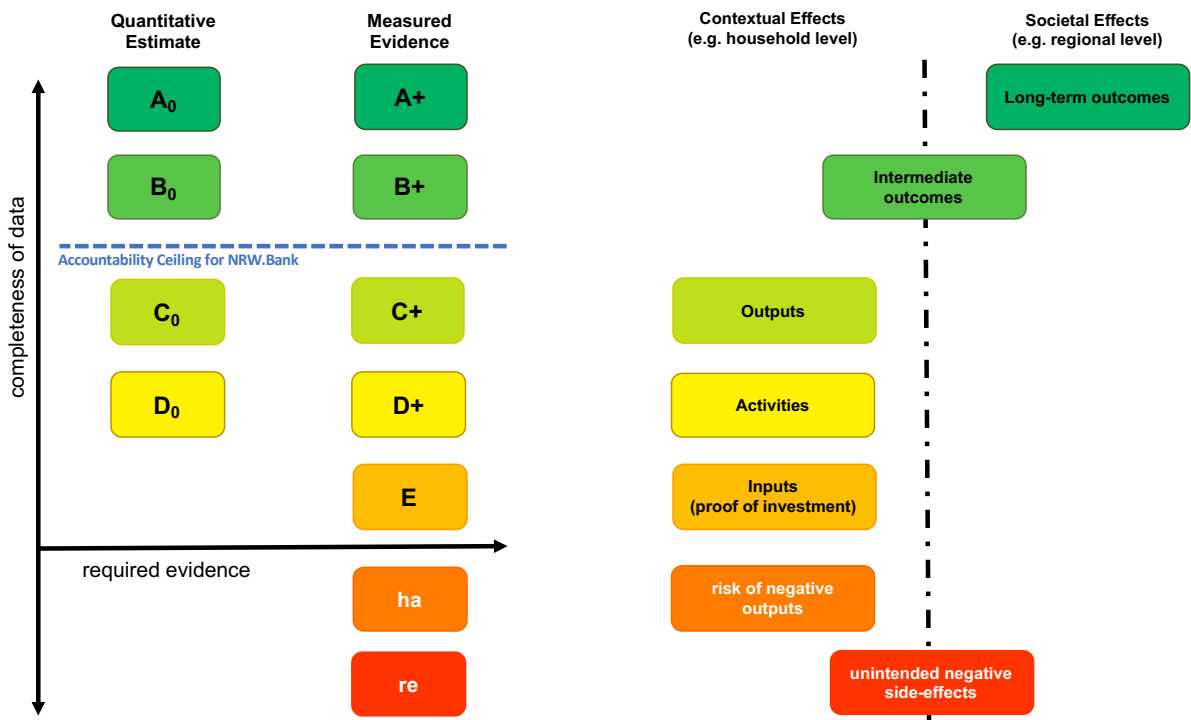 Quantitative
Estimate
Measured
Evidence
Contextual Effects
(e.g. household level)
Societal Effects
(e.g. regional level)
A₀
A+
Long-term outcomes
B₀
B+
Intermediate
outcomes
completeness of data
Accountability Ceiling for NRW.Bank
C₀
C+
Outputs
D₀
D+
Activities
E
Inputs
(proof of investment)
required evidence
ha
risk of negative
outputs
re
unintended negative
side-effects